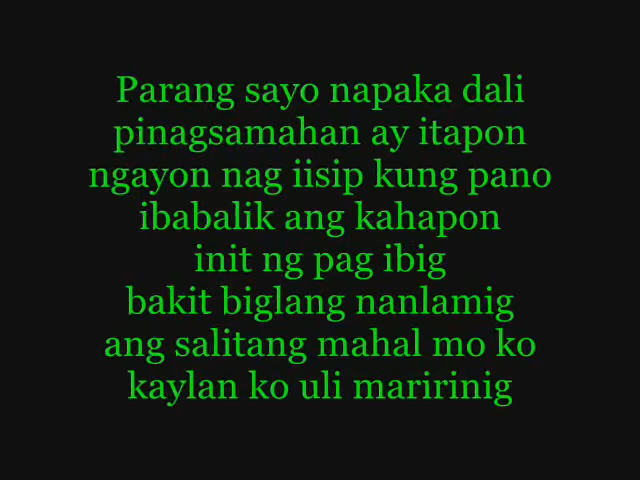 Parang sayo napaka dali
pinagsamahan ay itapon
ngayon nag iisip kung pano
ibabalik ang kahapon
init ng pag ibig
bakit biglang nanlamig
ang salitang mahal mo ko
kaylan ko uli maririnig